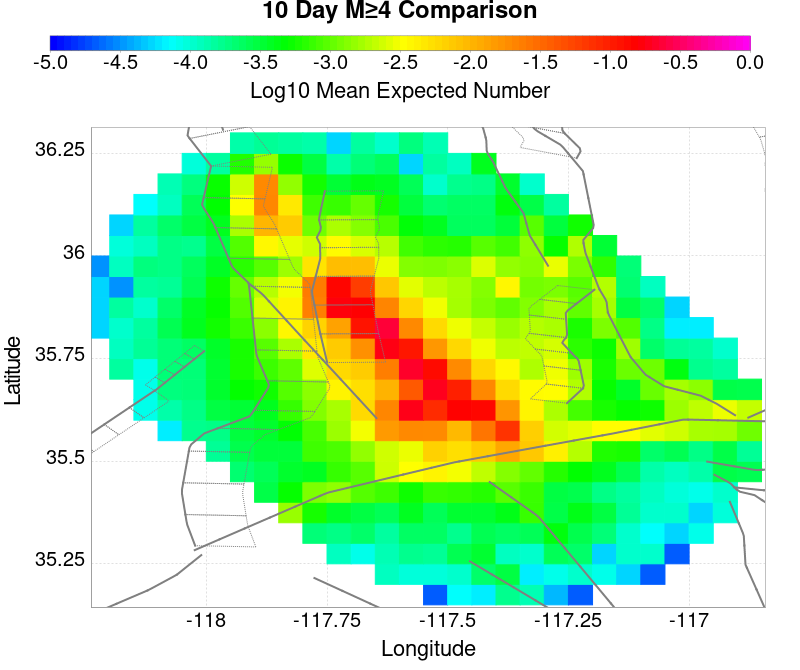 10 Day M≥4 Comparison
-5.0 -4.5 -4.0 -3.5 -3.0 -2.5 -2.0 -1.5 -1.0 -0.5 0.0
Log10 Mean Expected Number
36.25
36
35.75
35.5
35.25
Latitude
-118 -117.75 -117.5 -117.25 -117
Longitude